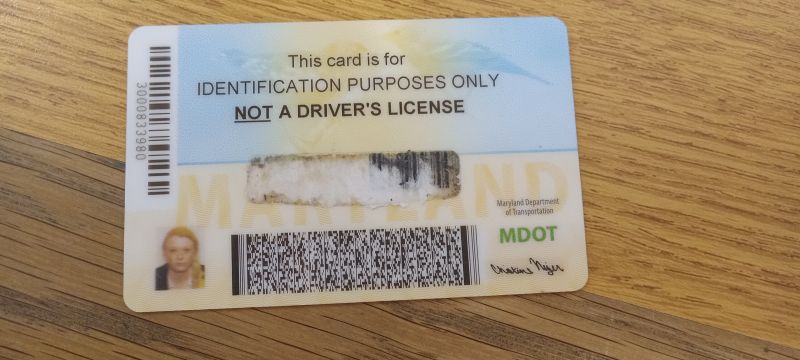 This card is for
IDENTIFICATION PURPOSES ONLY
NOT A DRIVER'S LICENSE
3000833980
MARYLAND
Maryland Department
of Transportation
MDOT